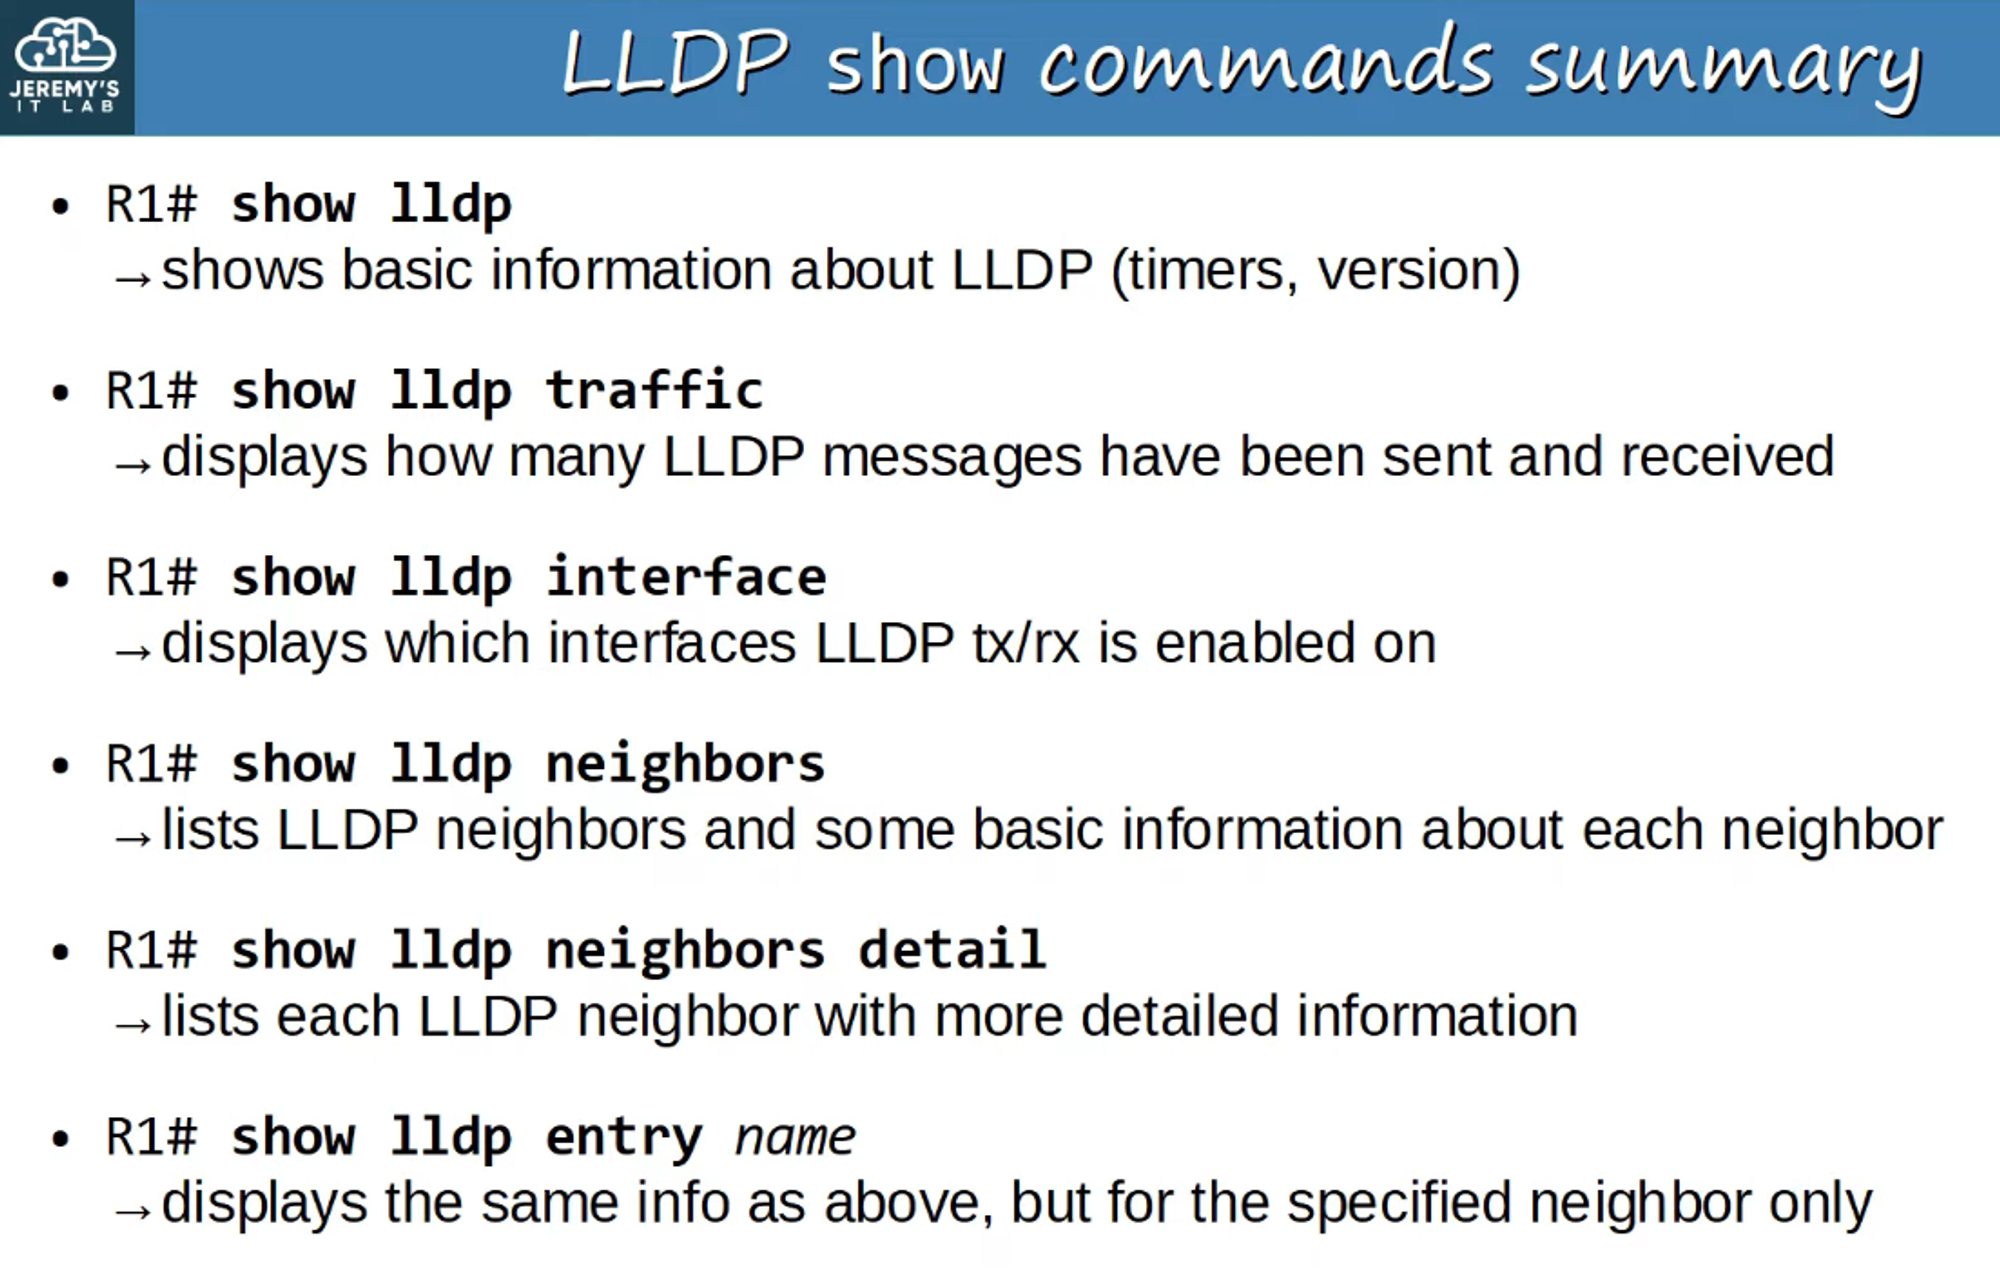 JEREMY'S
IT LAB
LLDP show commands summary
• R1# show lldp
→shows basic information about LLDP (timers, version)
• R1# show lldp traffic
→displays how many LLDP messages have been sent and received
• R1# show lldp interface
→displays which interfaces LLDP tx/rx is enabled on
• R1# show lldp neighbors
→lists LLDP neighbors and some basic information about each neighbor
• R1# show lldp neighbors detail
→lists each LLDP neighbor with more detailed information
• R1# show lldp entry name
→displays the same info as above, but for the specified neighbor only